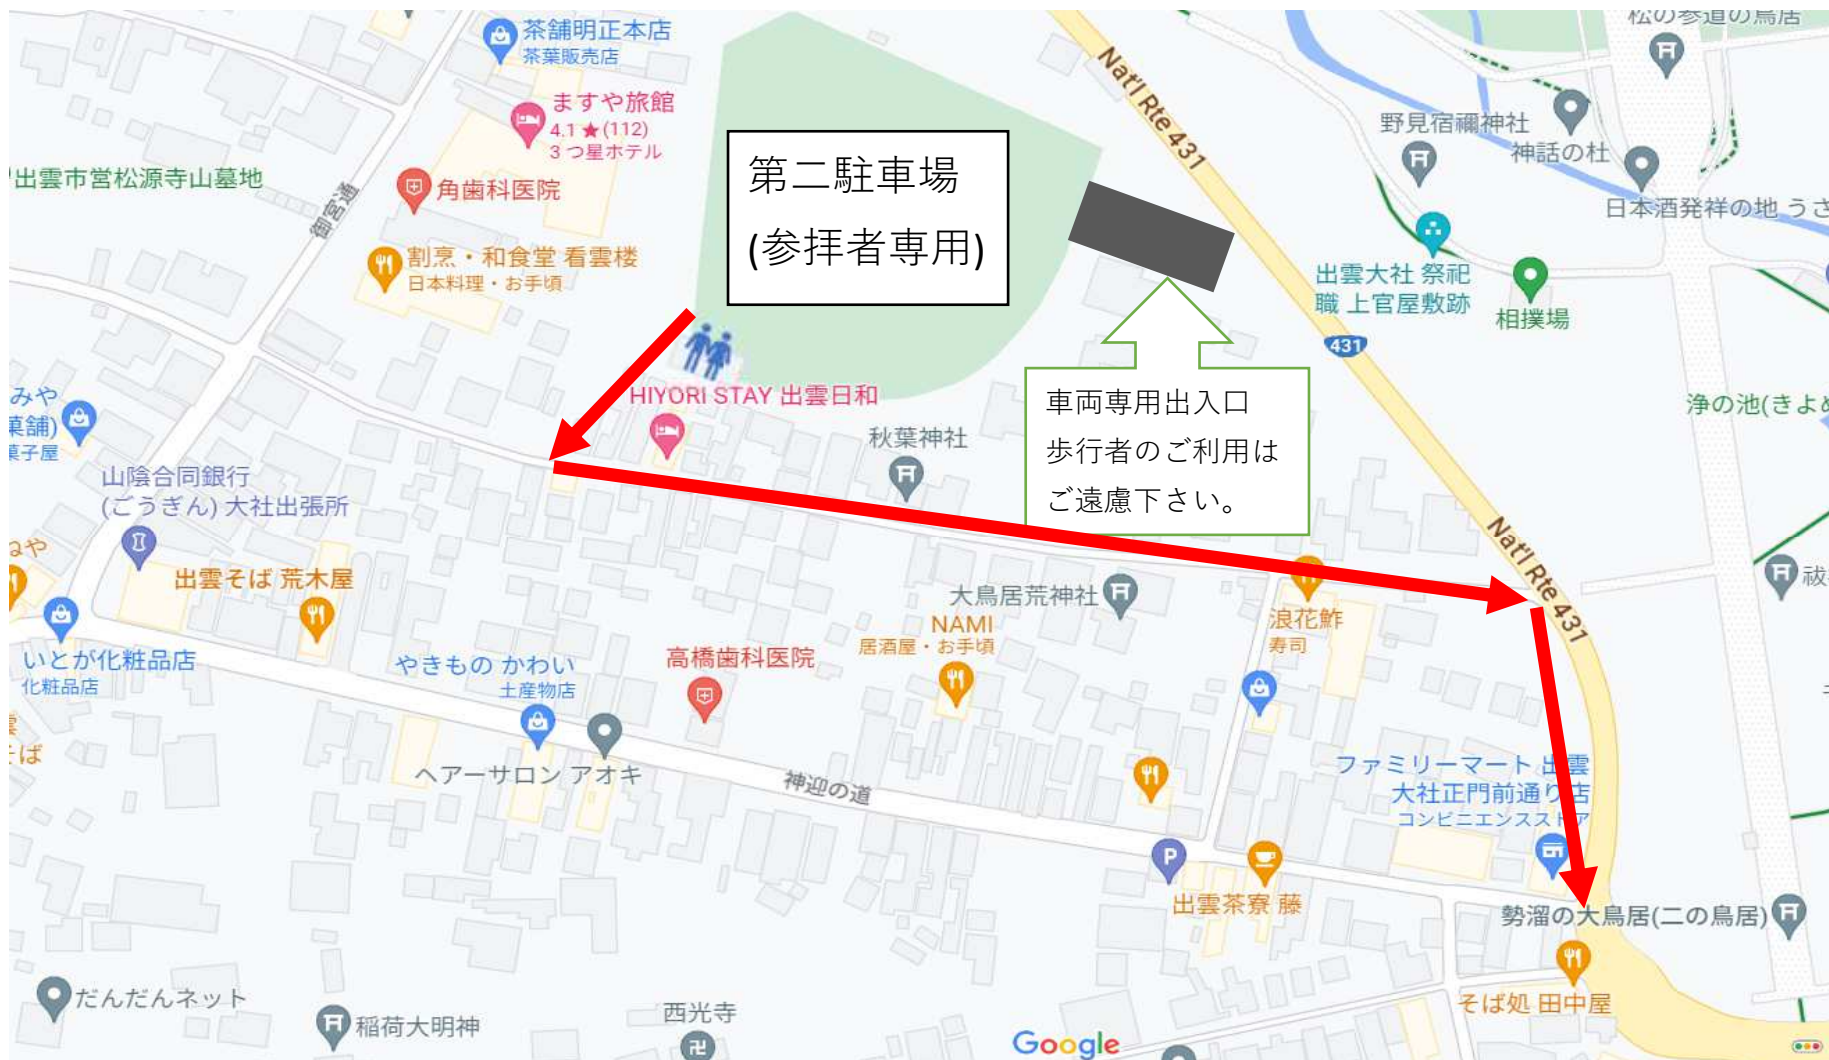 茶舗明正本店
茶葉販売店
松の参道の鳥居
Nat'l Rte 431
ますや旅館
4.1★(112)
3つ星ホテル
野見宿禰神社
神話の杜
出雲市営松源寺山墓地
御宮通
角歯科医院
第二駐車場
(参拝者専用)
日本酒発祥の地 うさ
割烹・和食堂 看雲楼
日本料理・お手頃
出雲大社 祭祀
職 上官屋敷跡
相撲場
431
HIYORI STAY 出雲日和
車両専用出入口
歩行者のご利用は
ご遠慮下さい。
みや
菓舗)
菓子屋
浄の池(きよめ
秋葉神社
山陰合同銀行
(ごうぎん) 大社出張所
Nat'l Rte 431
ねや
出雲そば 荒木屋
大鳥居荒神社
祓
浪花鮓
寿司
NAMI
居酒屋・お手頃
いとが化粧品店
化粧品店
やきもの かわい
土産物店
高橋歯科医院
雲
そば
ヘアーサロン アオキ
神迎の道
ファミリーマート 出雲
大社正門前通り店
コンビニエンスストア
P
出雲茶寮 藤
勢溜の大鳥居(二の鳥居)
だんだんネット
稲荷大明神
西光寺
そば処 田中屋
Google